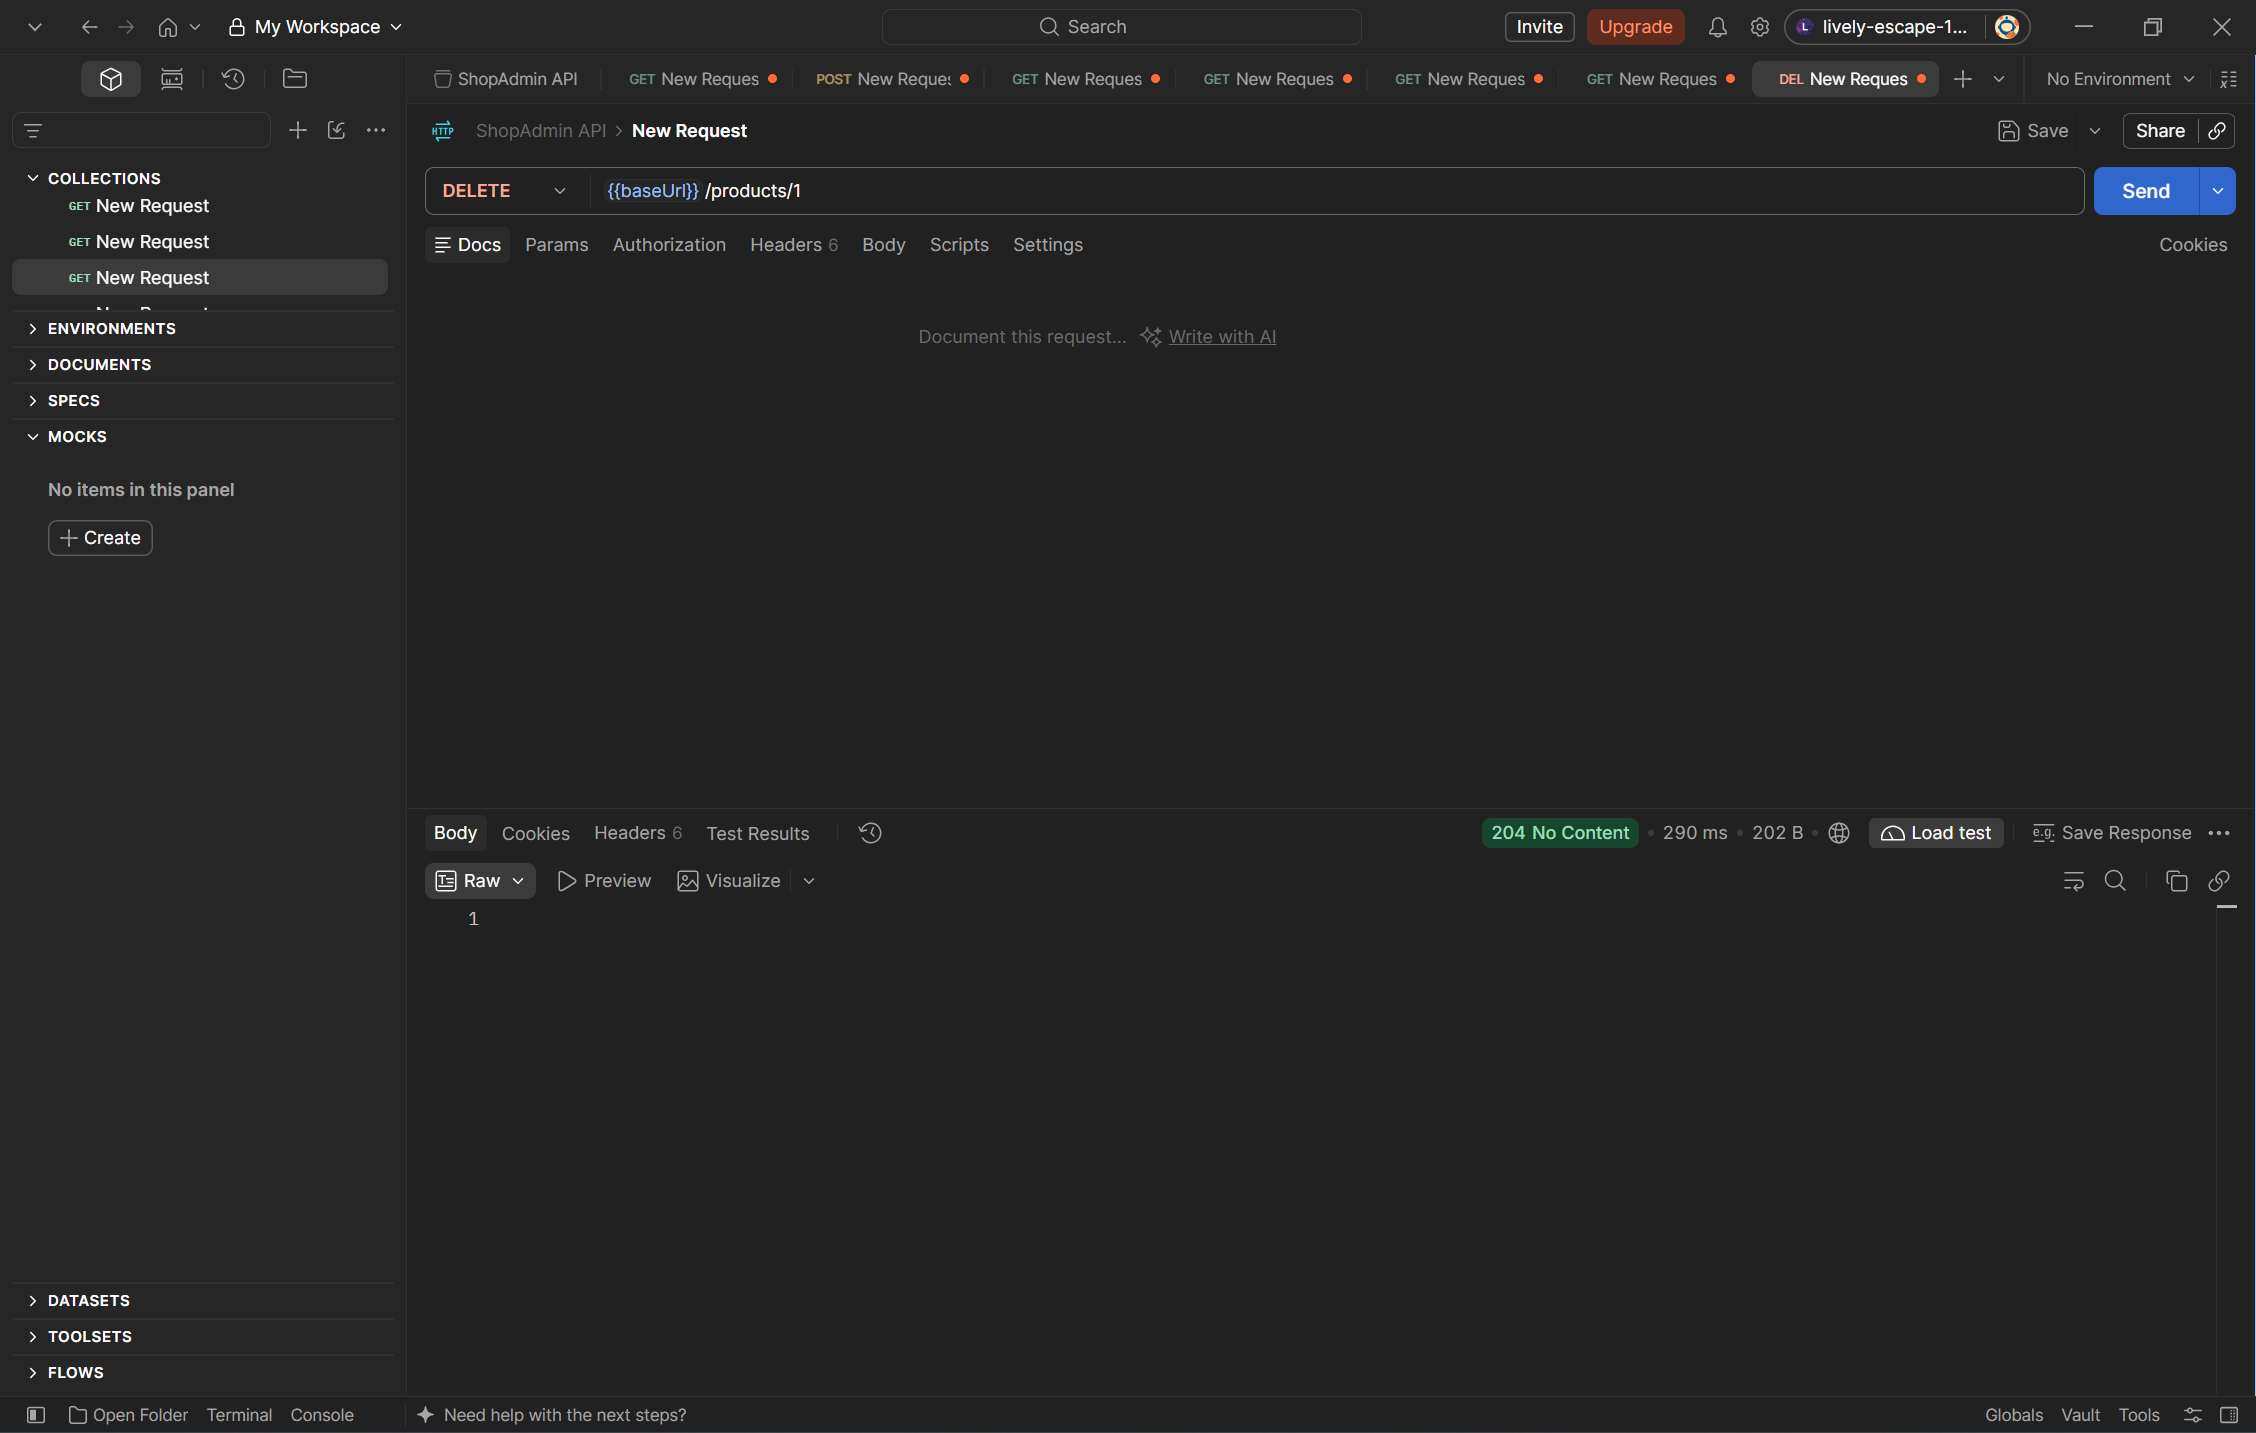 My Workspace
Search
Invite
Upgrade
L
lively-escape-1...
ShopAdmin API
GET New Reques
POST New Reques
GET New Reques
GET New Reques
GET New Reques
GET New Reques
DEL New Reques
No Environment
HTTP
ShopAdmin API > New Request
Save
Share
COLLECTIONS
GET New Request
GET New Request
GET New Request
DELETE
{{baseUrl}} /products/1
Send
Docs
Params
Authorization
Headers 6
Body
Scripts
Settings
Cookies
Document this request...
Write with AI
ENVIRONMENTS
DOCUMENTS
SPECS
MOCKS
No items in this panel
Create
Body
Cookies
Headers 6
Test Results
204 No Content
290 ms
202 B
Load test
e.g. Save Response
Raw
Preview
Visualize
1
DATASETS
TOOLSETS
FLOWS
Open Folder
Terminal
Console
Need help with the next steps?
Globals
Vault
Tools